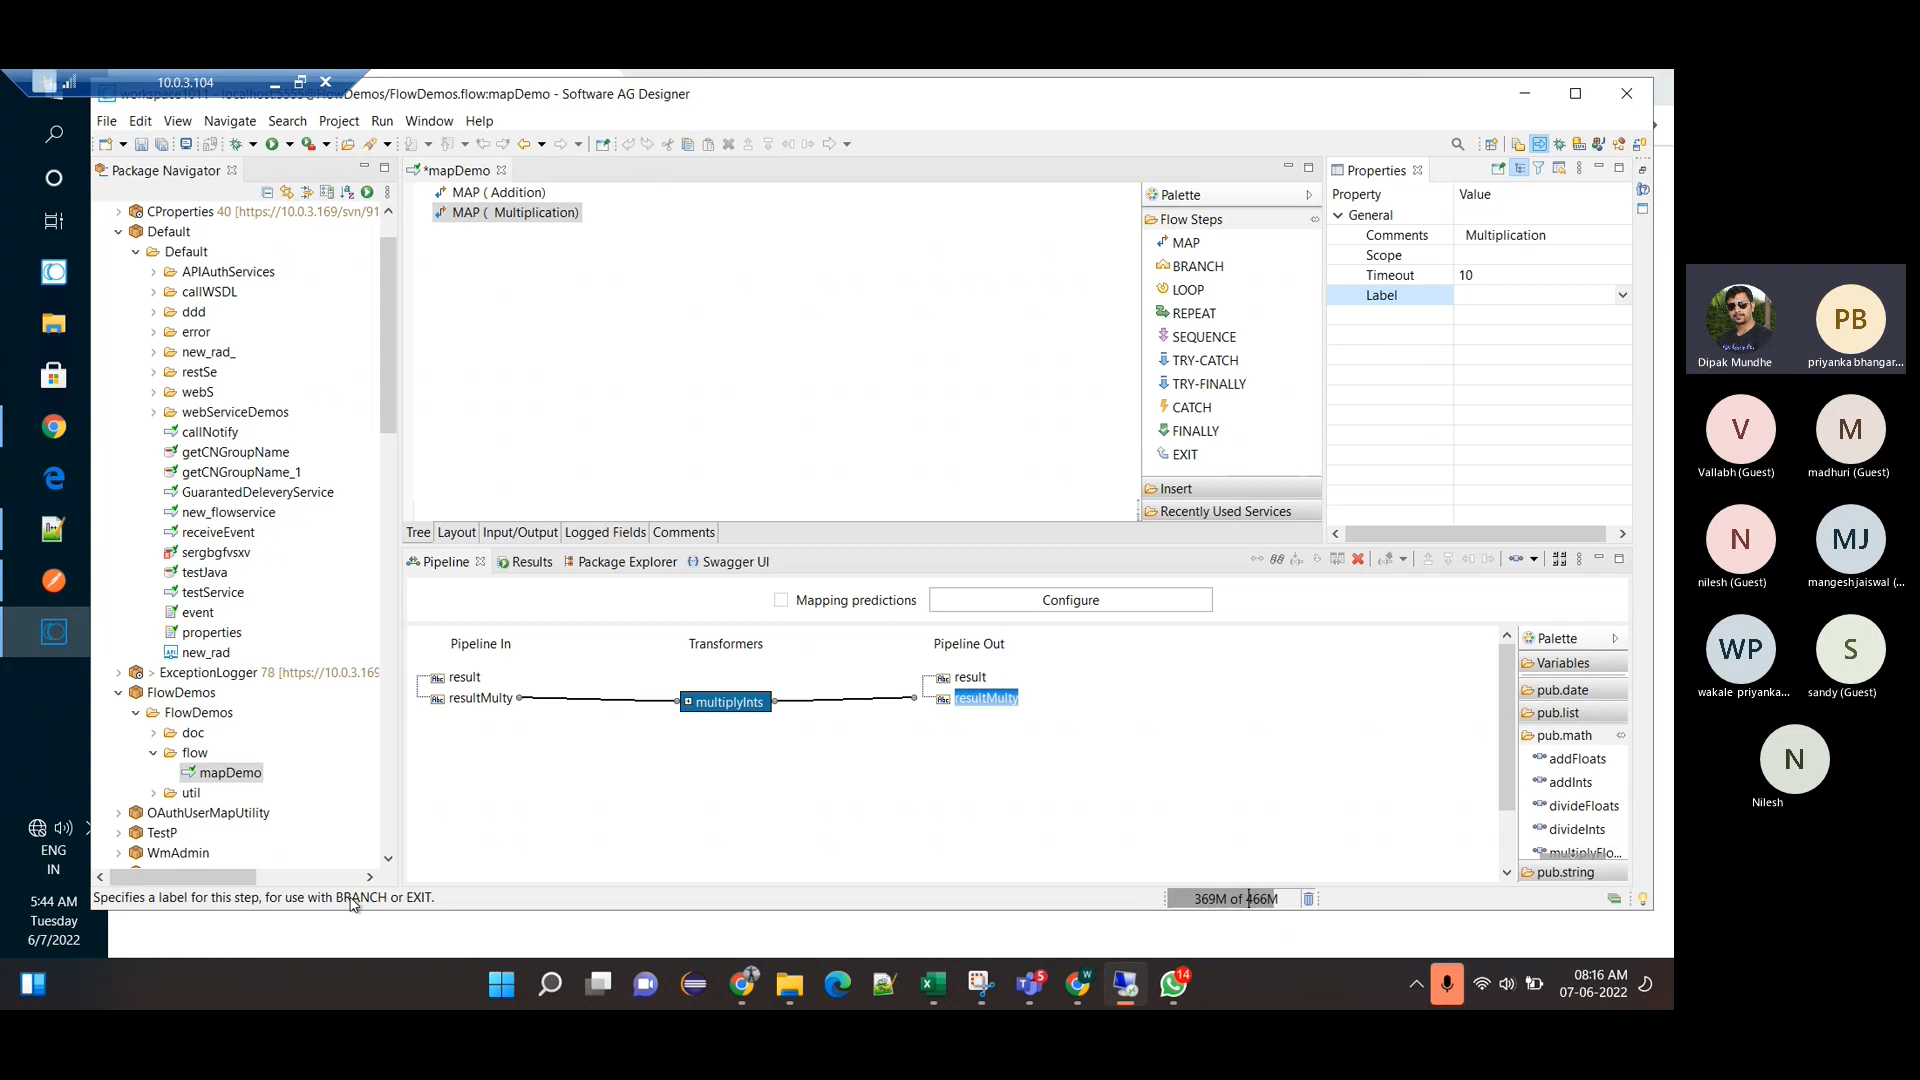 10.0.3.104
FlowDemos/FlowDemos.flow:mapDemo - Software AG Designer
File Edit View Navigate Search Project Run Window Help
Package Navigator
CProperties 40 [https://10.0.3.169/svn/91
Default
Default
APIAuthServices
callWSDL
ddd
error
new_rad_
restSe
webS
webServiceDemos
callNotify
getCNGroupName
getCNGroupName_1
GuarantedDeleveryService
new_flowservice
receiveEvent
sergbgfvsxv
testJava
testService
event
properties
new_rad
> ExceptionLogger 78 [https://10.0.3.169
FlowDemos
FlowDemos
doc
flow
mapDemo
util
OAuthUserMapUtility
TestP
WmAdmin
*mapDemo
MAP ( Addition)
MAP ( Multiplication)
Palette
Flow Steps
MAP
BRANCH
LOOP
REPEAT
SEQUENCE
TRY-CATCH
TRY-FINALLY
CATCH
FINALLY
EXIT
Insert
Recently Used Services
Tree Layout Input/Output Logged Fields Comments
Properties
Property Value
General
Comments Multiplication
Scope
Timeout 10
Label
Pipeline Results Package Explorer Swagger UI
Mapping predictions Configure
Pipeline In Transformers Pipeline Out
result result
resultMulty multiplyInts resultMulty
Palette
Variables
pub.date
pub.list
pub.math
addFloats
addInts
divideFloats
divideInts
multiplyFlo...
pub.string
Specifies a label for this step, for use with BRANCH or EXIT.
369M of 466M
ENG
IN
5:44 AM
Tuesday
6/7/2022
5
W
14
08:16 AM
07-06-2022
Dipak Mundhe
PB
priyanka bhangar...
V
Vallabh (Guest)
M
madhuri (Guest)
N
nilesh (Guest)
MJ
mangesh jaiswal (...
WP
wakale priyanka...
S
sandy (Guest)
N
Nilesh